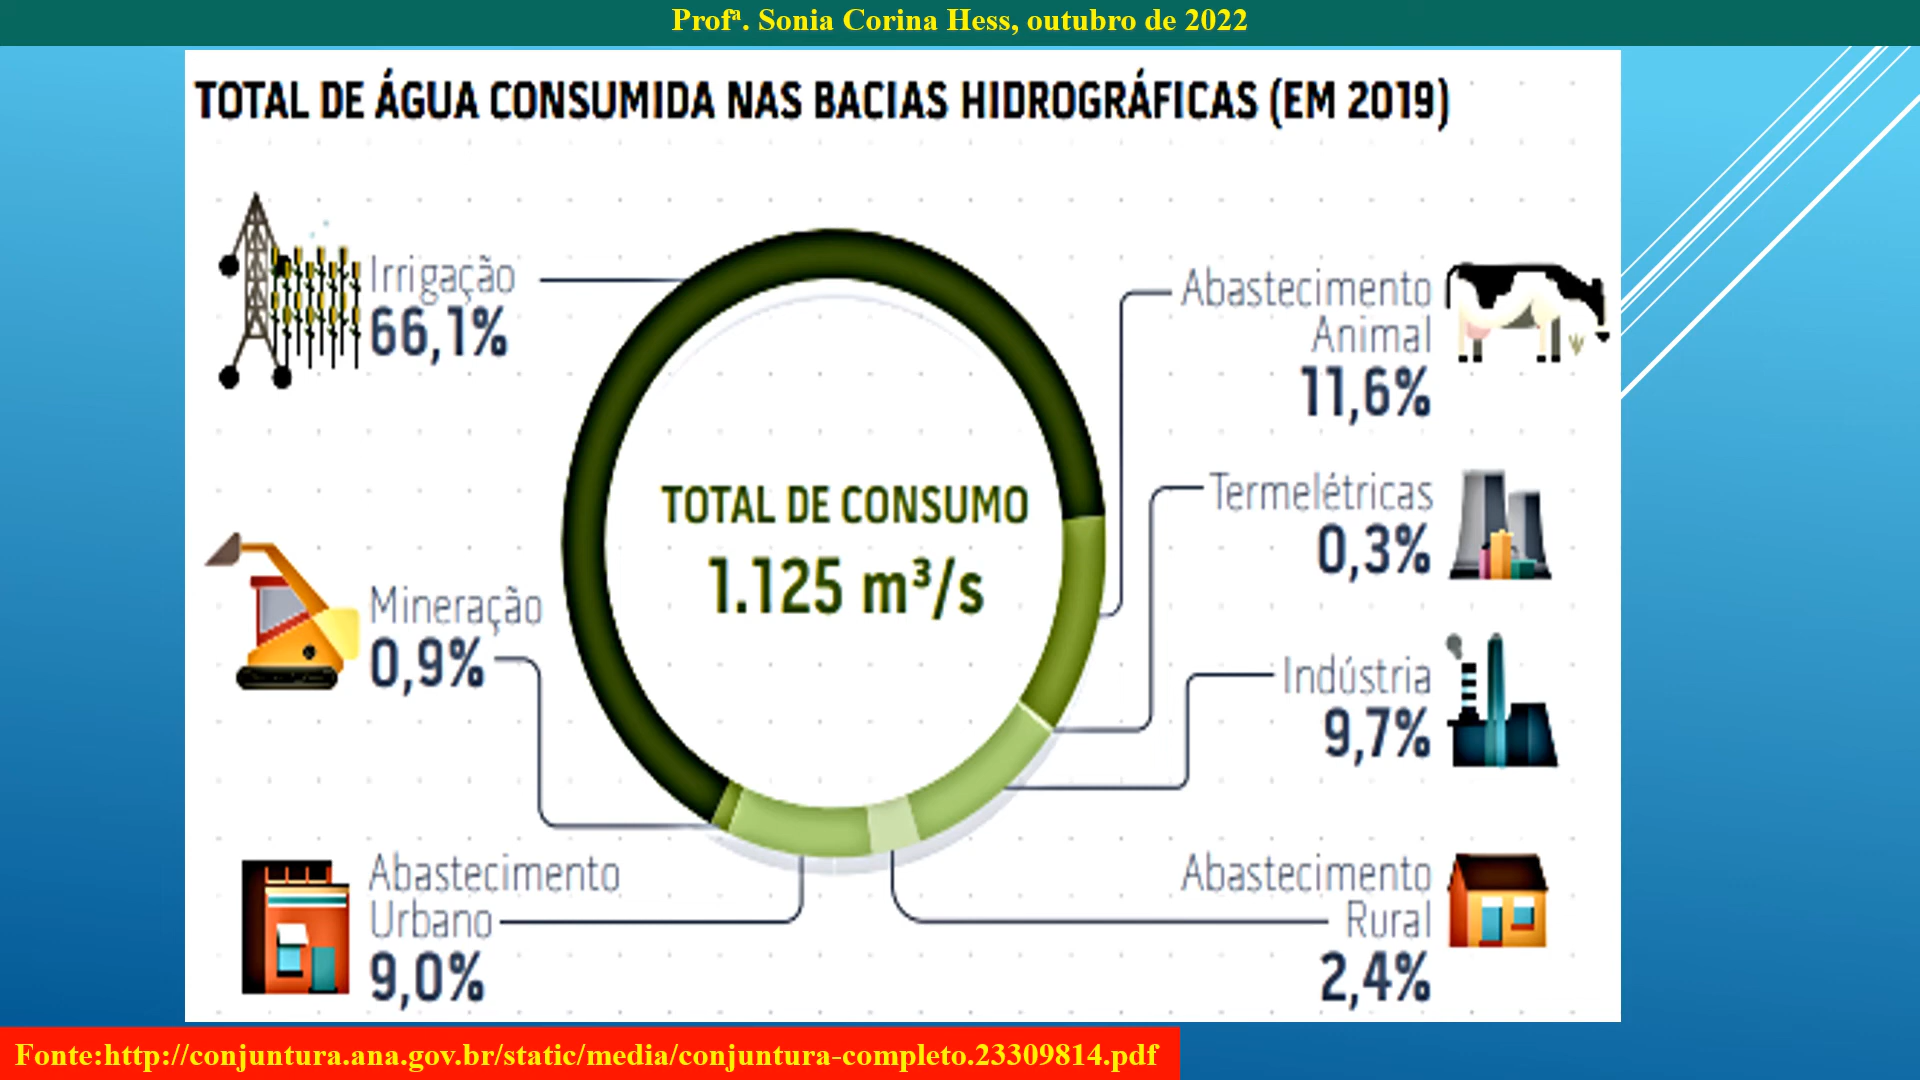 Profª. Sonia Corina Hess, outubro de 2022
TOTAL DE ÁGUA CONSUMIDA NAS BACIAS HIDROGRÁFICAS (EM 2019)
Irrigação
66,1%
Mineração
0,9%
Abastecimento
Urbano
9,0%
TOTAL DE CONSUMO
1.125 m³/s
Abastecimento
Animal
11,6%
Termelétricas
0,3%
Indústria
9,7%
Abastecimento
Rural
2,4%
Fonte:http://conjuntura.ana.gov.br/static/media/conjuntura-completo.23309814.pdf